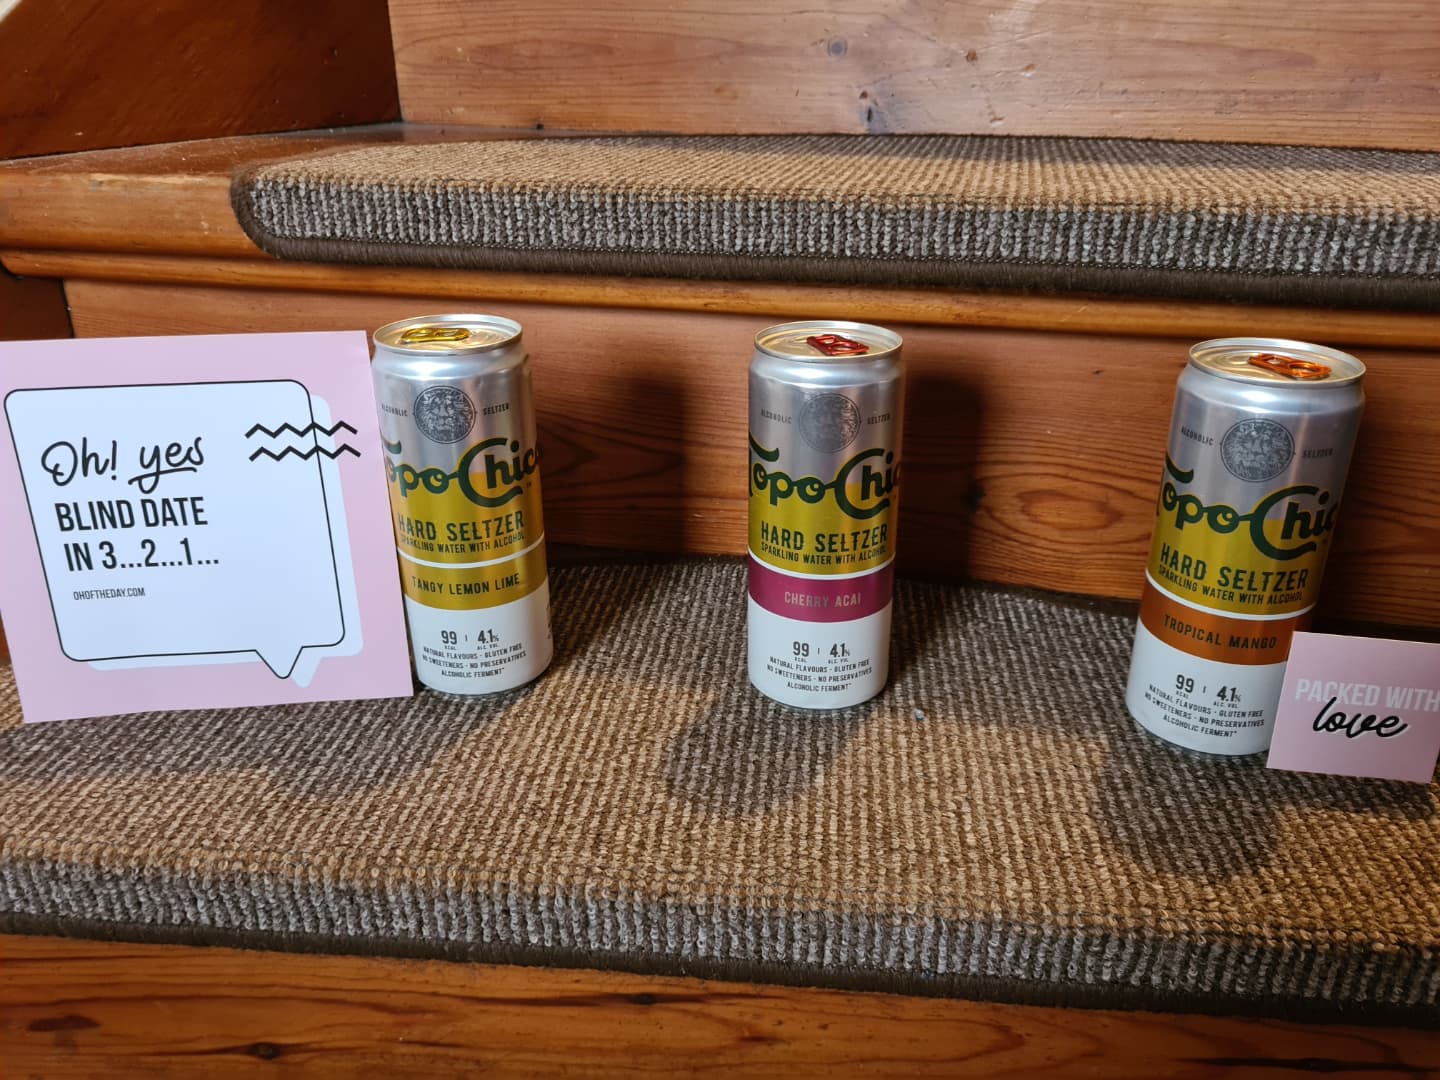 Oh! yes
BLIND DATE
IN 3...2...1...
OHOFTHEDAY.COM
ALCOHOLIC SELTZER
Topo Chico
HARD SELTZER
SPARKLING WATER WITH ALCOHOL
TANGY LEMON LIME
99 4.1%
KCAL ALC. VOL.
NATURAL FLAVOURS · GLUTEN FREE
NO SWEETENERS · NO PRESERVATIVES
ALCOHOLIC FERMENT*
ALCOHOLIC SELTZER
Topo Chi
HARD SELTZER
SPARKLING WATER WITH ALCOHOL
CHERRY ACAI
99 4.1%
KCAL ALC. VOL.
NATURAL FLAVOURS · GLUTEN FREE
NO SWEETENERS · NO PRESERVATIVES
ALCOHOLIC FERMENT*
ALCOHOLIC SELTZER
Topo Chic
HARD SELTZER
SPARKLING WATER WITH ALCOHOL
TROPICAL MANGO
99 4.1%
KCAL ALC. VOL.
NATURAL FLAVOURS · GLUTEN FREE
NO SWEETENERS · NO PRESERVATIVES
ALCOHOLIC FERMENT*
PACKED WITH
love